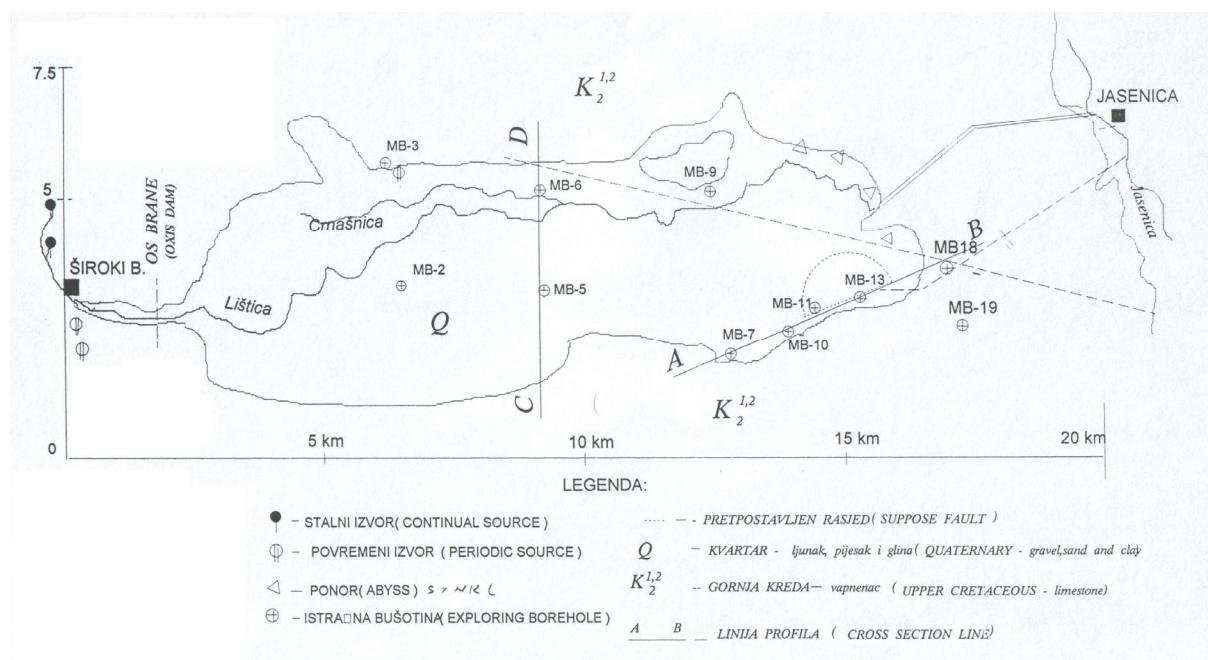 7.5
K 2 1,2
JASENICA
D
MB-3
MB-9
5
MB-6
OS BRANE
(OXIS DAM)
Crnašnica
Jasenica
B
ŠIROKI B.
MB18
MB-2
MB-5
MB-13
Lištica
MB-11
MB-19
Q
MB-7
MB-10
A
C
K 2 1,2
0
5 km
10 km
15 km
20 km
LEGENDA:
– STALNI IZVOR( CONTINUAL SOURCE )
– POVREMENI IZVOR ( PERIODIC SOURCE )
– PONOR( ABYSS )
– ISTRA□NA BUŠOTINA( EXPLORING BOREHOLE )
- PRETPOSTAVLJEN RASJED ( SUPPOSE FAULT )
Q – KVARTAR - ljunak, pijesak i glina ( QUATERNARY - gravel,sand and clay)
K 2 1,2 -- GORNJA KREDA— vapnenac ( UPPER CRETACEOUS - limestone)
A B – LINIJA PROFILA ( CROSS SECTION LINE)